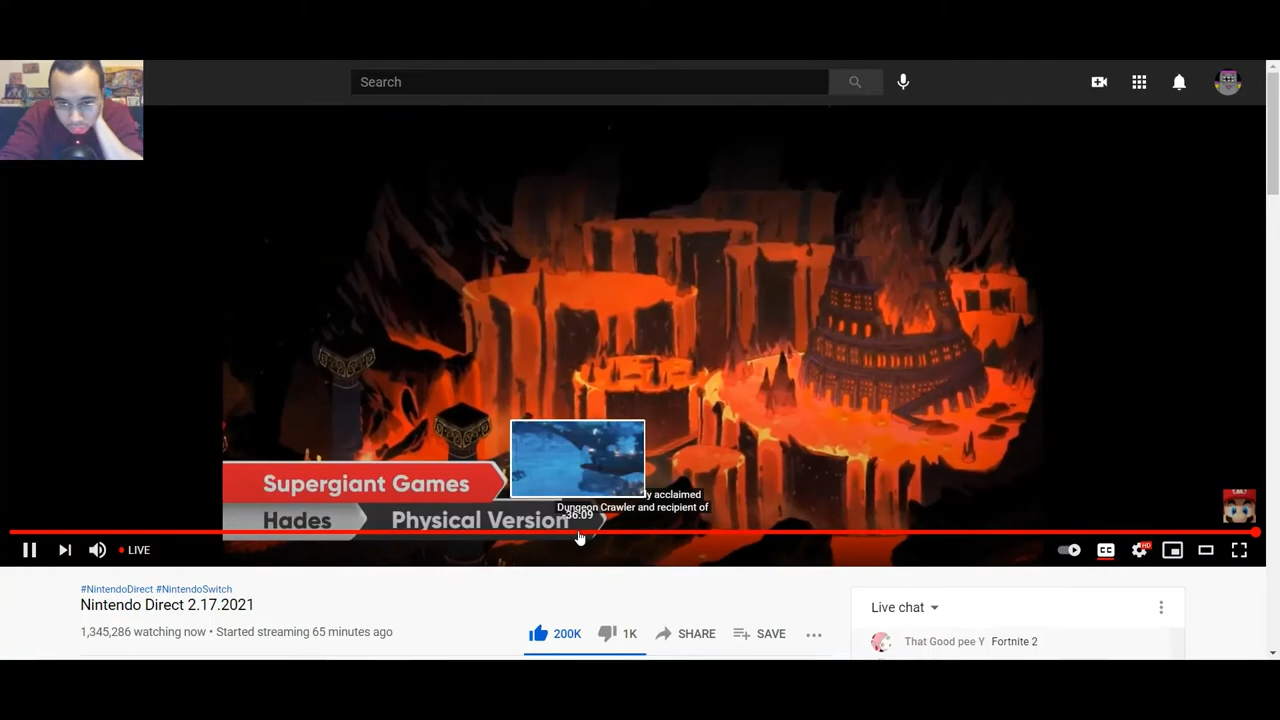 Search
Supergiant Games
y acclaimed
Dungeon Crawler and recipient of
-36:09
Hades
Physical Version
LIVE
CC
HD
#NintendoDirect #NintendoSwitch
Nintendo Direct 2.17.2021
1,345,286 watching now • Started streaming 65 minutes ago
200K
1K
SHARE
SAVE
Live chat
That Good pee Y Fortnite 2